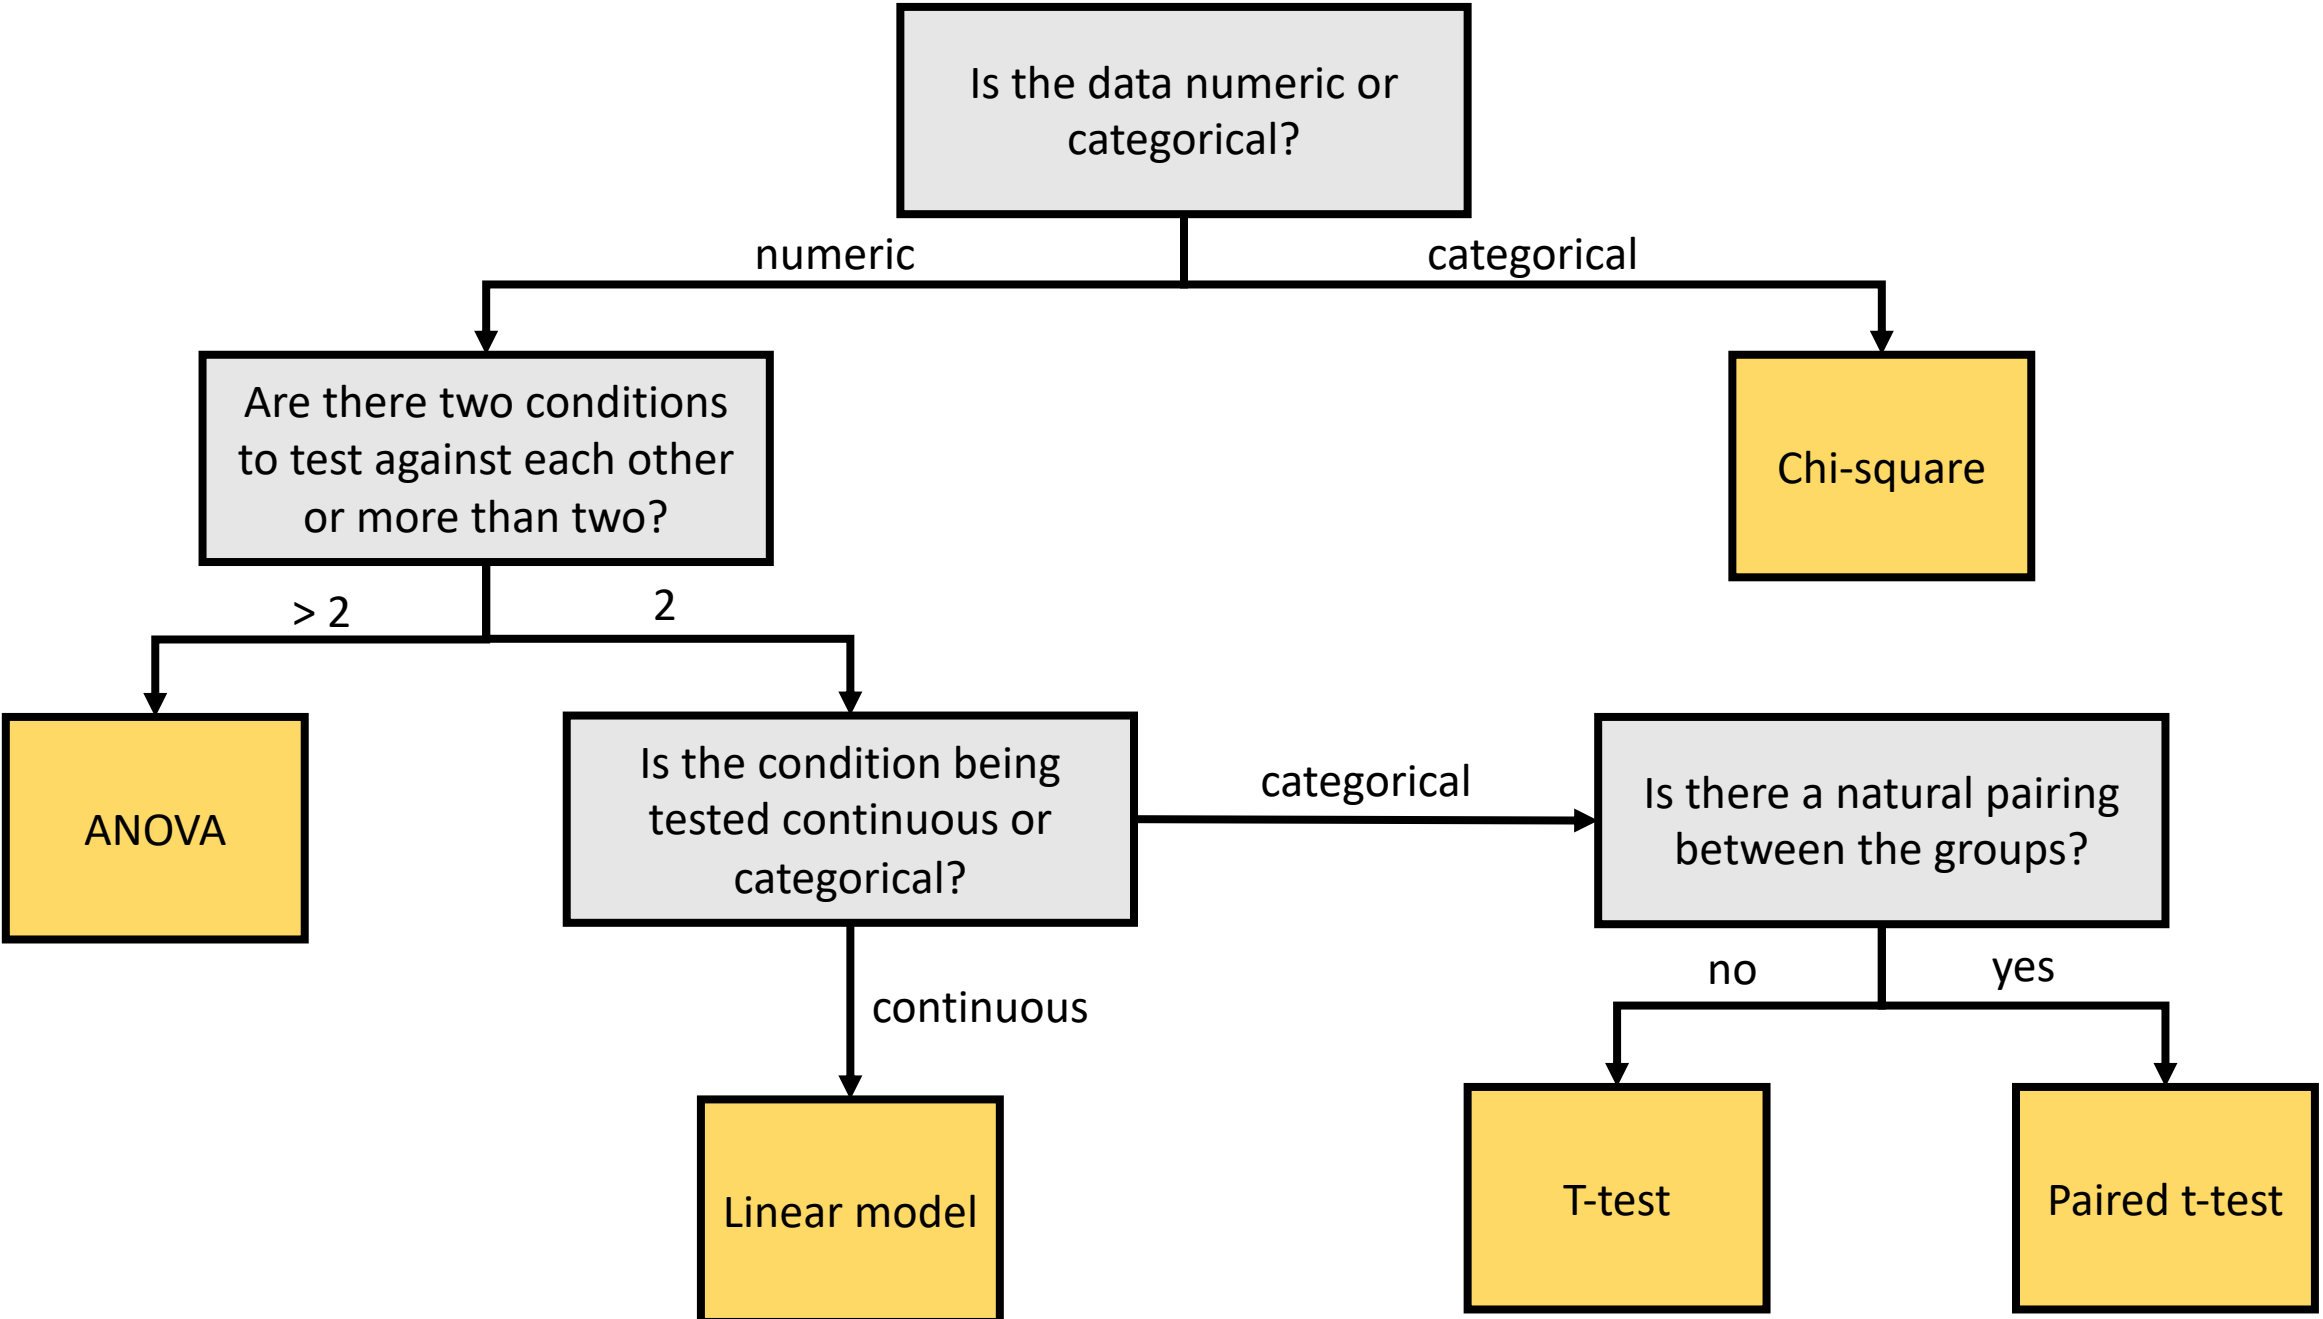 Is the data numeric or
categorical?
numeric
categorical
Are there two conditions
to test against each other
or more than two?
Chi-square
> 2
2
ANOVA
Is the condition being
tested continuous or
categorical?
categorical
Is there a natural pairing
between the groups?
continuous
no
yes
Linear model
T-test
Paired t-test